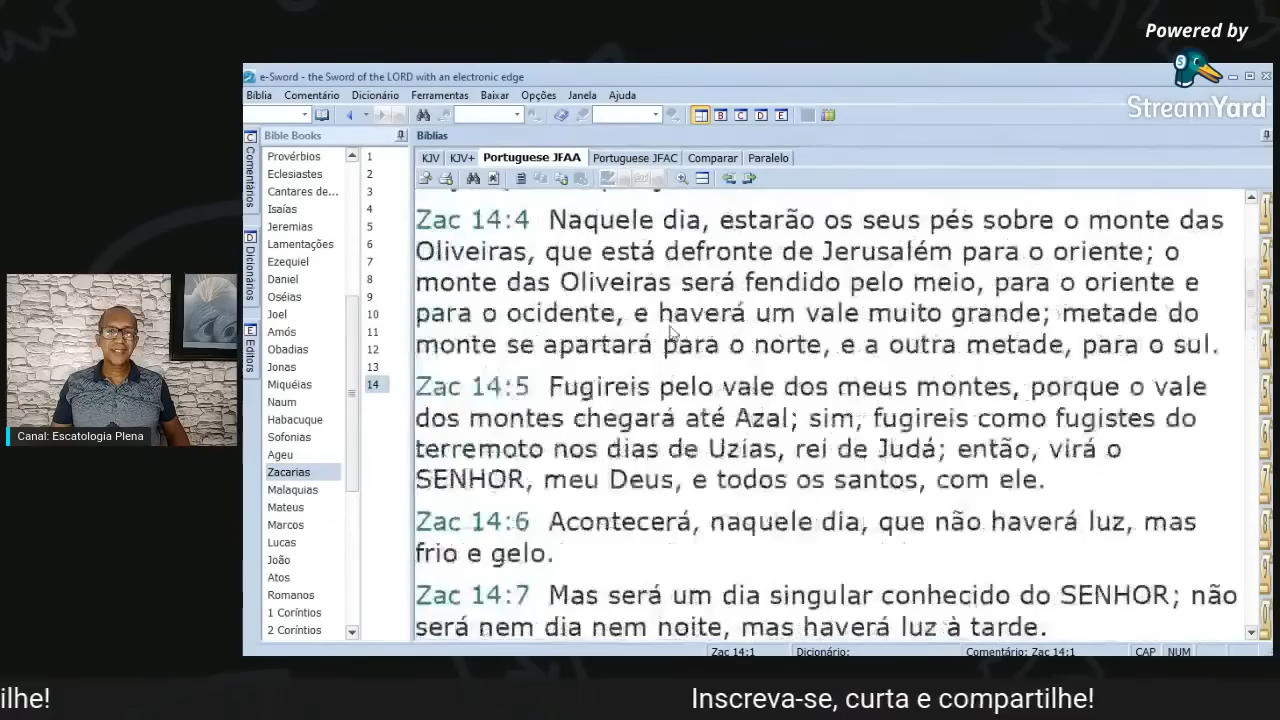 Powered by
StreamYard
e-Sword - the Sword of the LORD with an electronic edge
Bíblia Comentário Dicionário Ferramentas Baixar Opções Janela Ajuda
B C D E
Bible Books
Bíblias
KJV KJV+ Portuguese JFAA Portuguese JFAC Comparar Paralelo
C Comentários
D Dicionários
E Editors
Provérbios 1
Eclesiastes 2
Cantares de... 3
Isaías 4
Jeremias 5
Lamentações 6
Ezequiel 7
Daniel 8
Oséias 9
Joel 10
Amós 11
Obadias 12
Jonas 13
Miquéias 14
Naum
Habacuque
Sofonias
Ageu
Zacarias
Malaquias
Mateus
Marcos
Lucas
João
Atos
Romanos
1 Coríntios
2 Coríntios
Zac 14:4 Naquele dia, estarão os seus pés sobre o monte das
Oliveiras, que está defronte de Jerusalém para o oriente; o
monte das Oliveiras será fendido pelo meio, para o oriente e
para o ocidente, e haverá um vale muito grande; metade do
monte se apartará para o norte, e a outra metade, para o sul.
Zac 14:5 Fugireis pelo vale dos meus montes, porque o vale
dos montes chegará até Azal; sim, fugireis como fugistes do
terremoto nos dias de Uzias, rei de Judá; então, virá o
SENHOR, meu Deus, e todos os santos, com ele.
Zac 14:6 Acontecerá, naquele dia, que não haverá luz, mas
frio e gelo.
Zac 14:7 Mas será um dia singular conhecido do SENHOR; não
será nem dia nem noite, mas haverá luz à tarde.
Zac 14:1 Dicionário: Comentário: Zac 14:1 CAP NUM
Canal: Escatologia Plena
ilhe! Inscreva-se, curta e compartilhe!